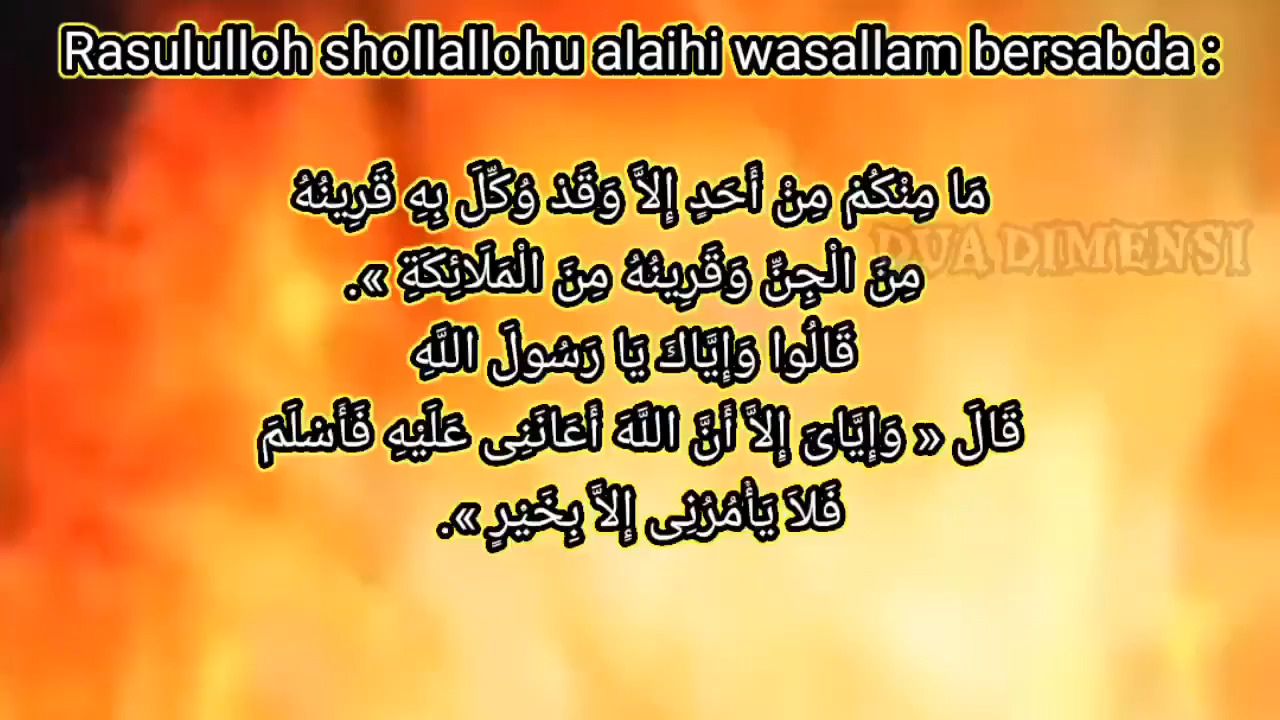 Rasululloh shollallohu alaihi wasallam bersabda :
مَا مِنْكُمْ مِنْ أَحَدٍ إِلاَّ وَقَدْ وُكِّلَ بِهِ قَرِينُهُ
DUA DIMENSI
مِنَ الْجِنِّ وَقَرِينُهُ مِنَ الْمَلَائِكَةِ ».
قَالُوا وَإِيَّاكَ يَا رَسُولَ اللَّهِ
قَالَ « وَإِيَّاىَ إِلاَّ أَنَّ اللَّهَ أَعَانَنِى عَلَيْهِ فَأَسْلَمَ
فَلاَ يَأْمُرُنِى إِلاَّ بِخَيْرٍ ».